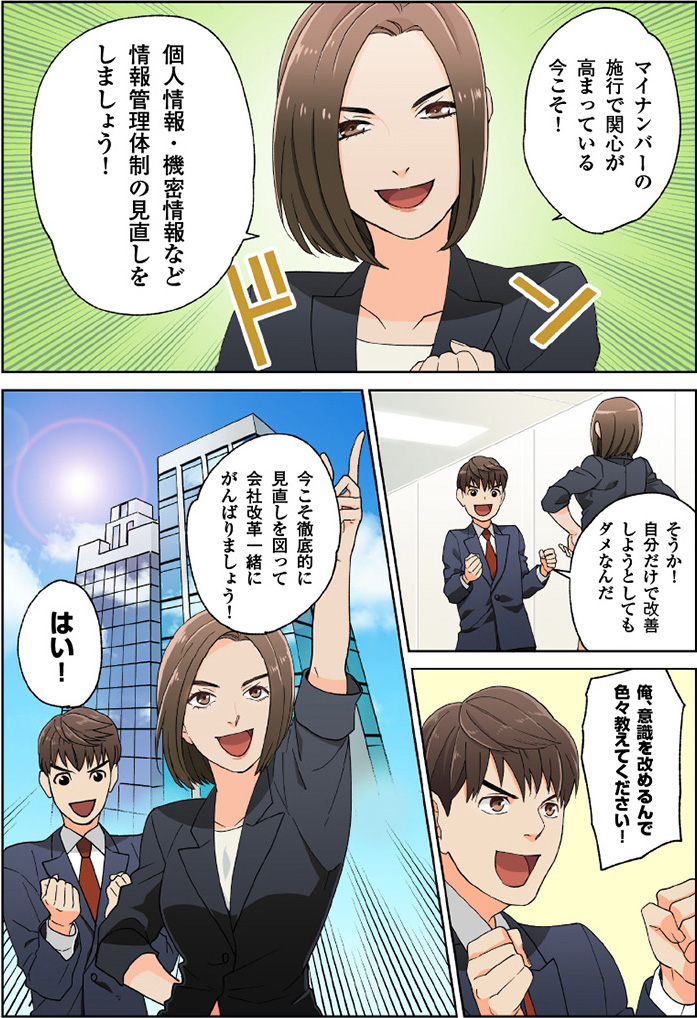 マイナンバーの
施行で関心が
高まっている
今こそ！
個人情報・機密情報など
情報管理体制の見直しを
しましょう！
ドン
そうか！
自分だけで改善
しようとしても
ダメなんだ
俺、意識を改めるんで
色々教えてください！
今こそ徹底的に
見直しを図って
会社改革一緒に
がんばりましょう！
はい！